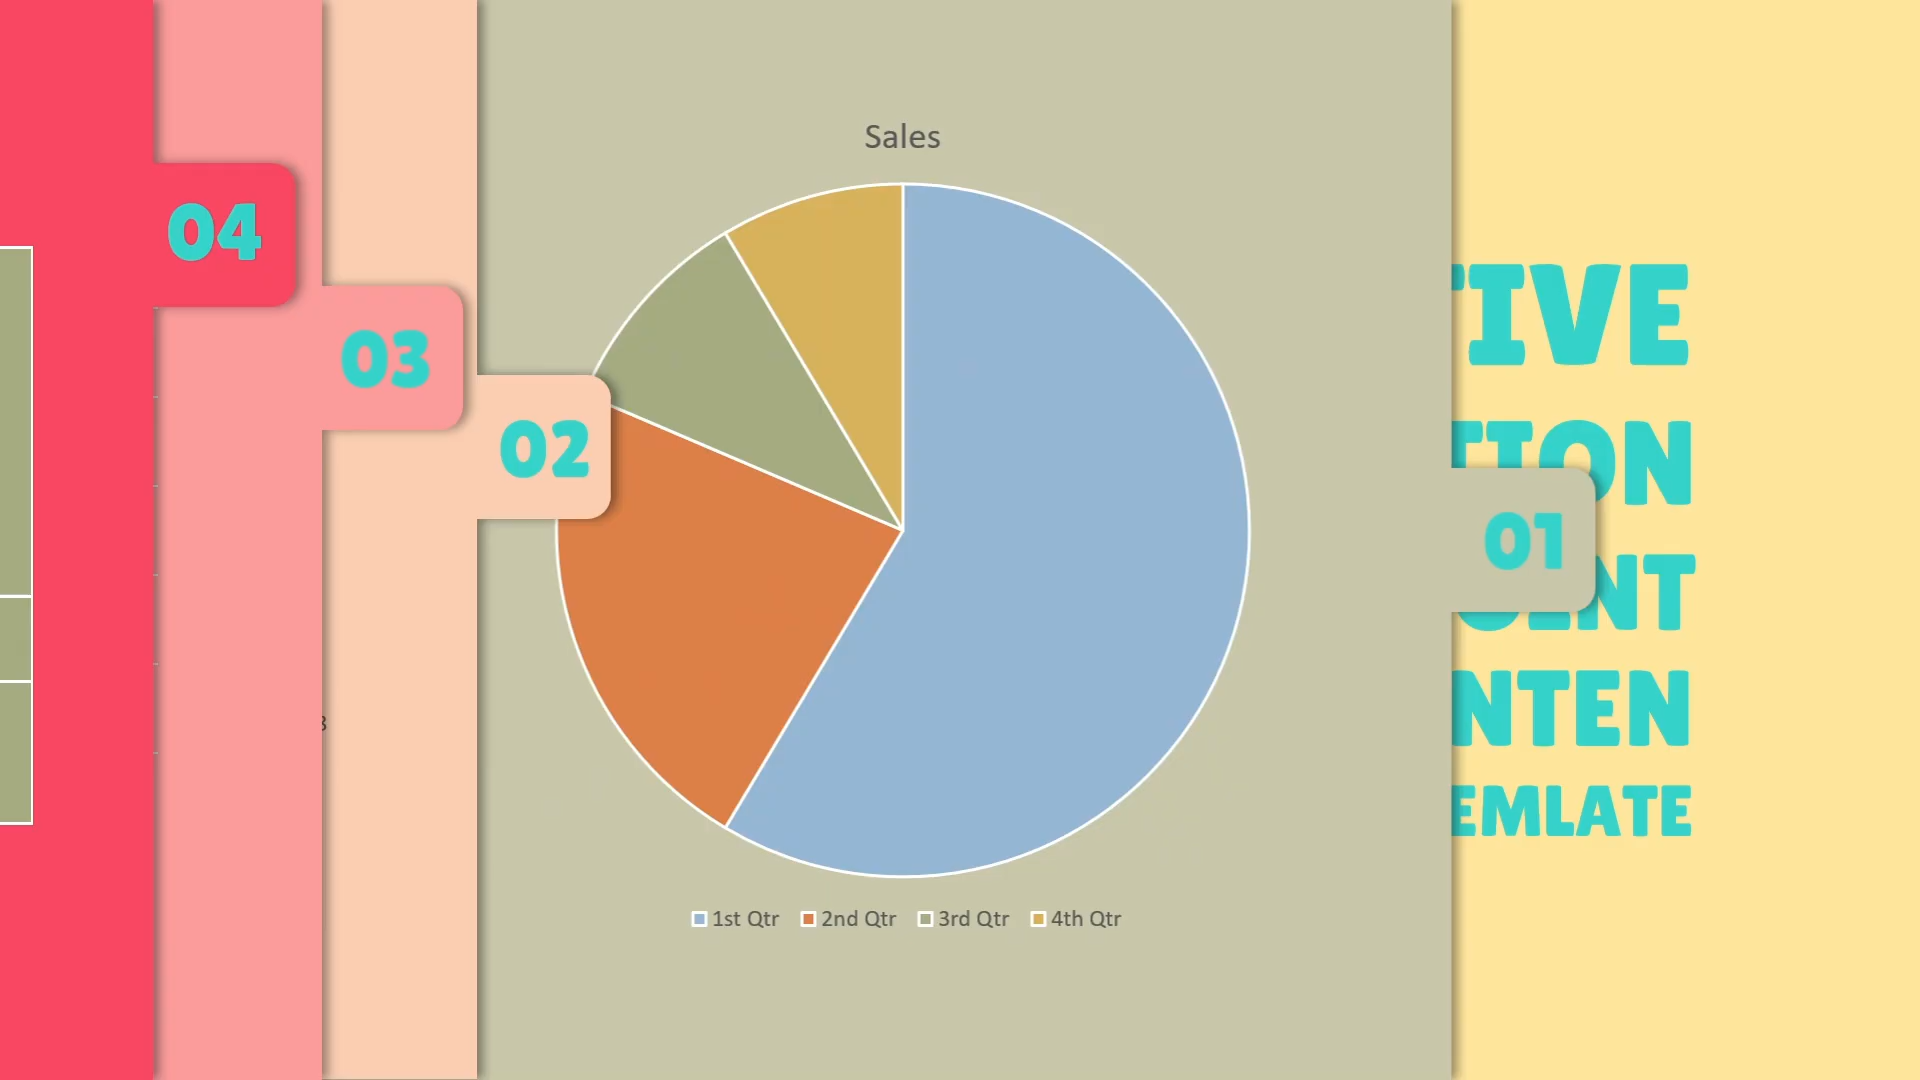 04
03
02
Sales
1st Qtr 2nd Qtr 3rd Qtr 4th Qtr
01
IVE
ION
NT
NTEN
EMLATE